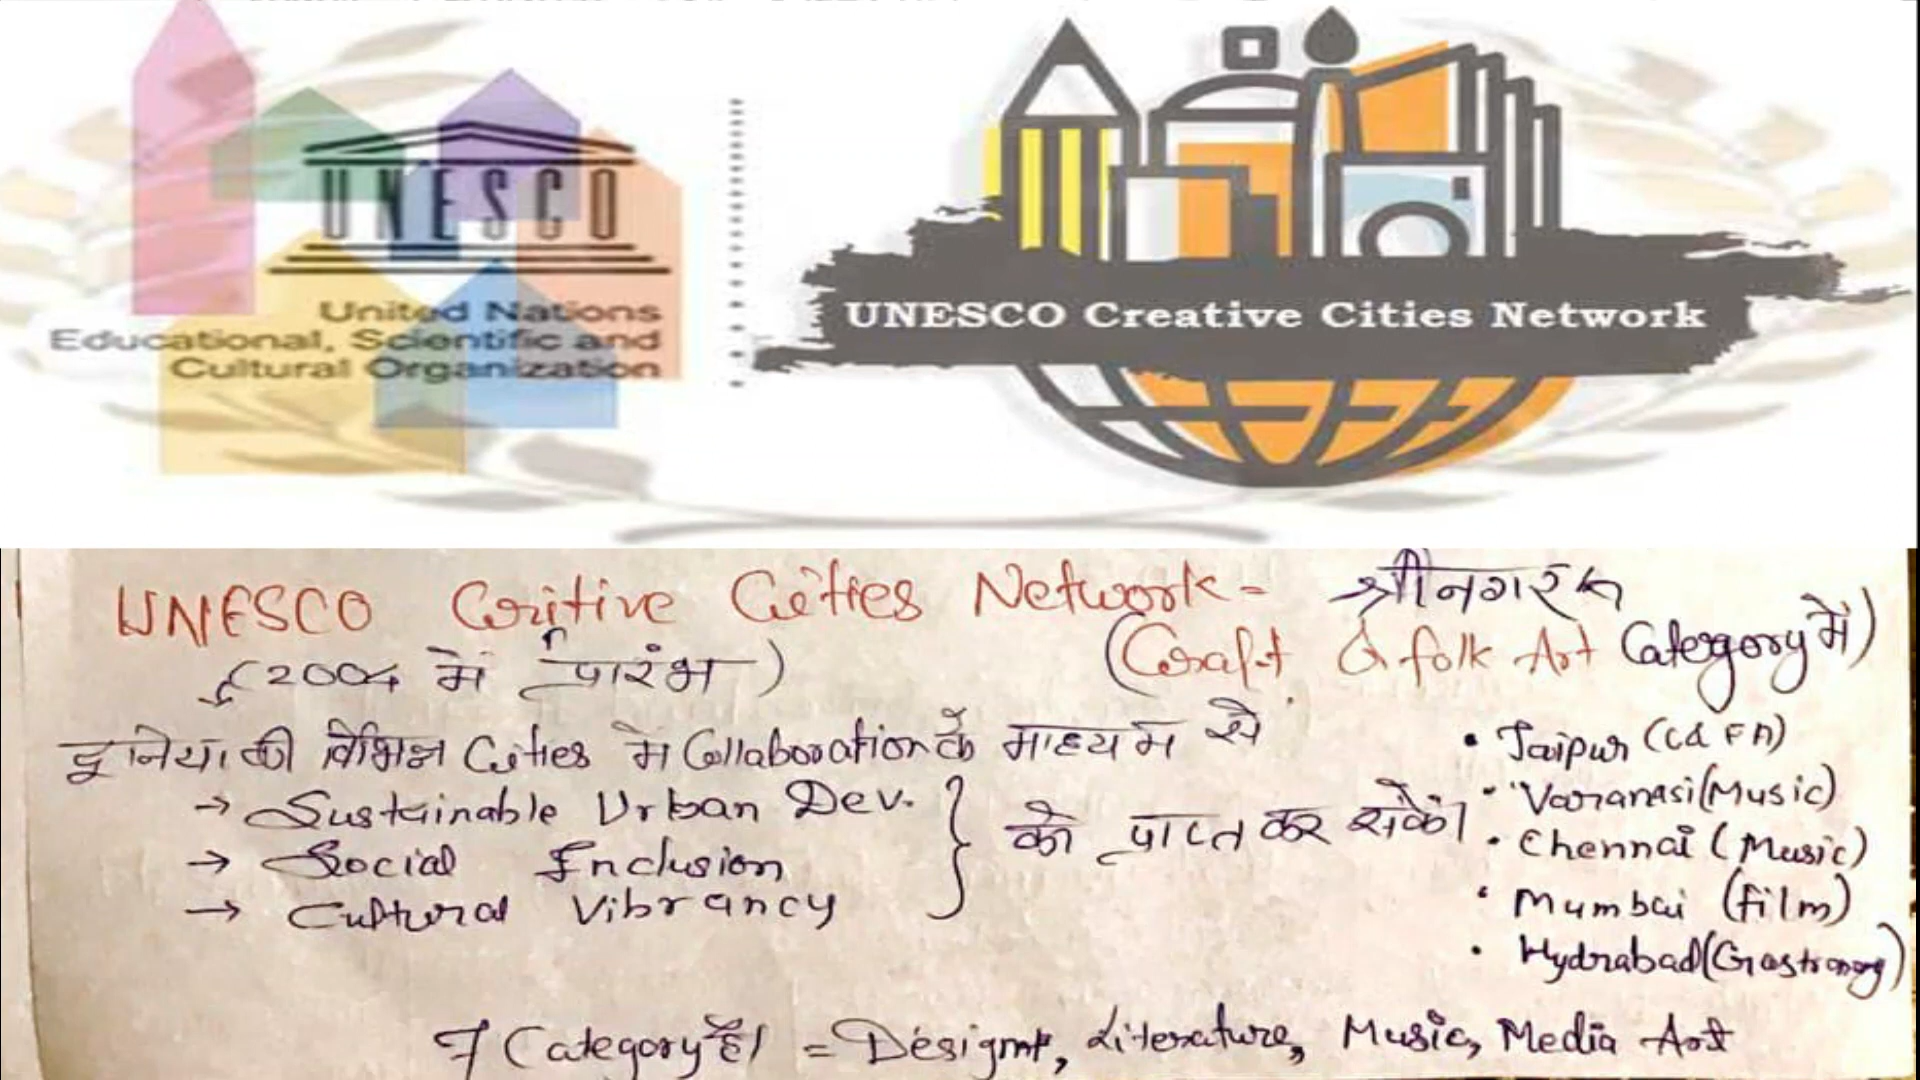 UNESCO
United Nations
Educational, Scientific and
Cultural Organization
UNESCO Creative Cities Network
UNESCO Critive Cities Network - श्रीनगर
(2004 में प्रारंभ)
(Craft & folk Art Category में)
दुनिया की विभिन्न Cities में Collaboration के माध्यम से
→ Sustainable Urban Dev.
→ Social Inclusion
→ Cultural Vibrancy
को प्राप्त कर सकें।
• Jaipur (C & FA)
• Varanasi (Music)
• Chennai (Music)
• Mumbai (film)
• Hydrabad (Gastronomy)
7 Category है। = Design, Literature, Music, Media Art